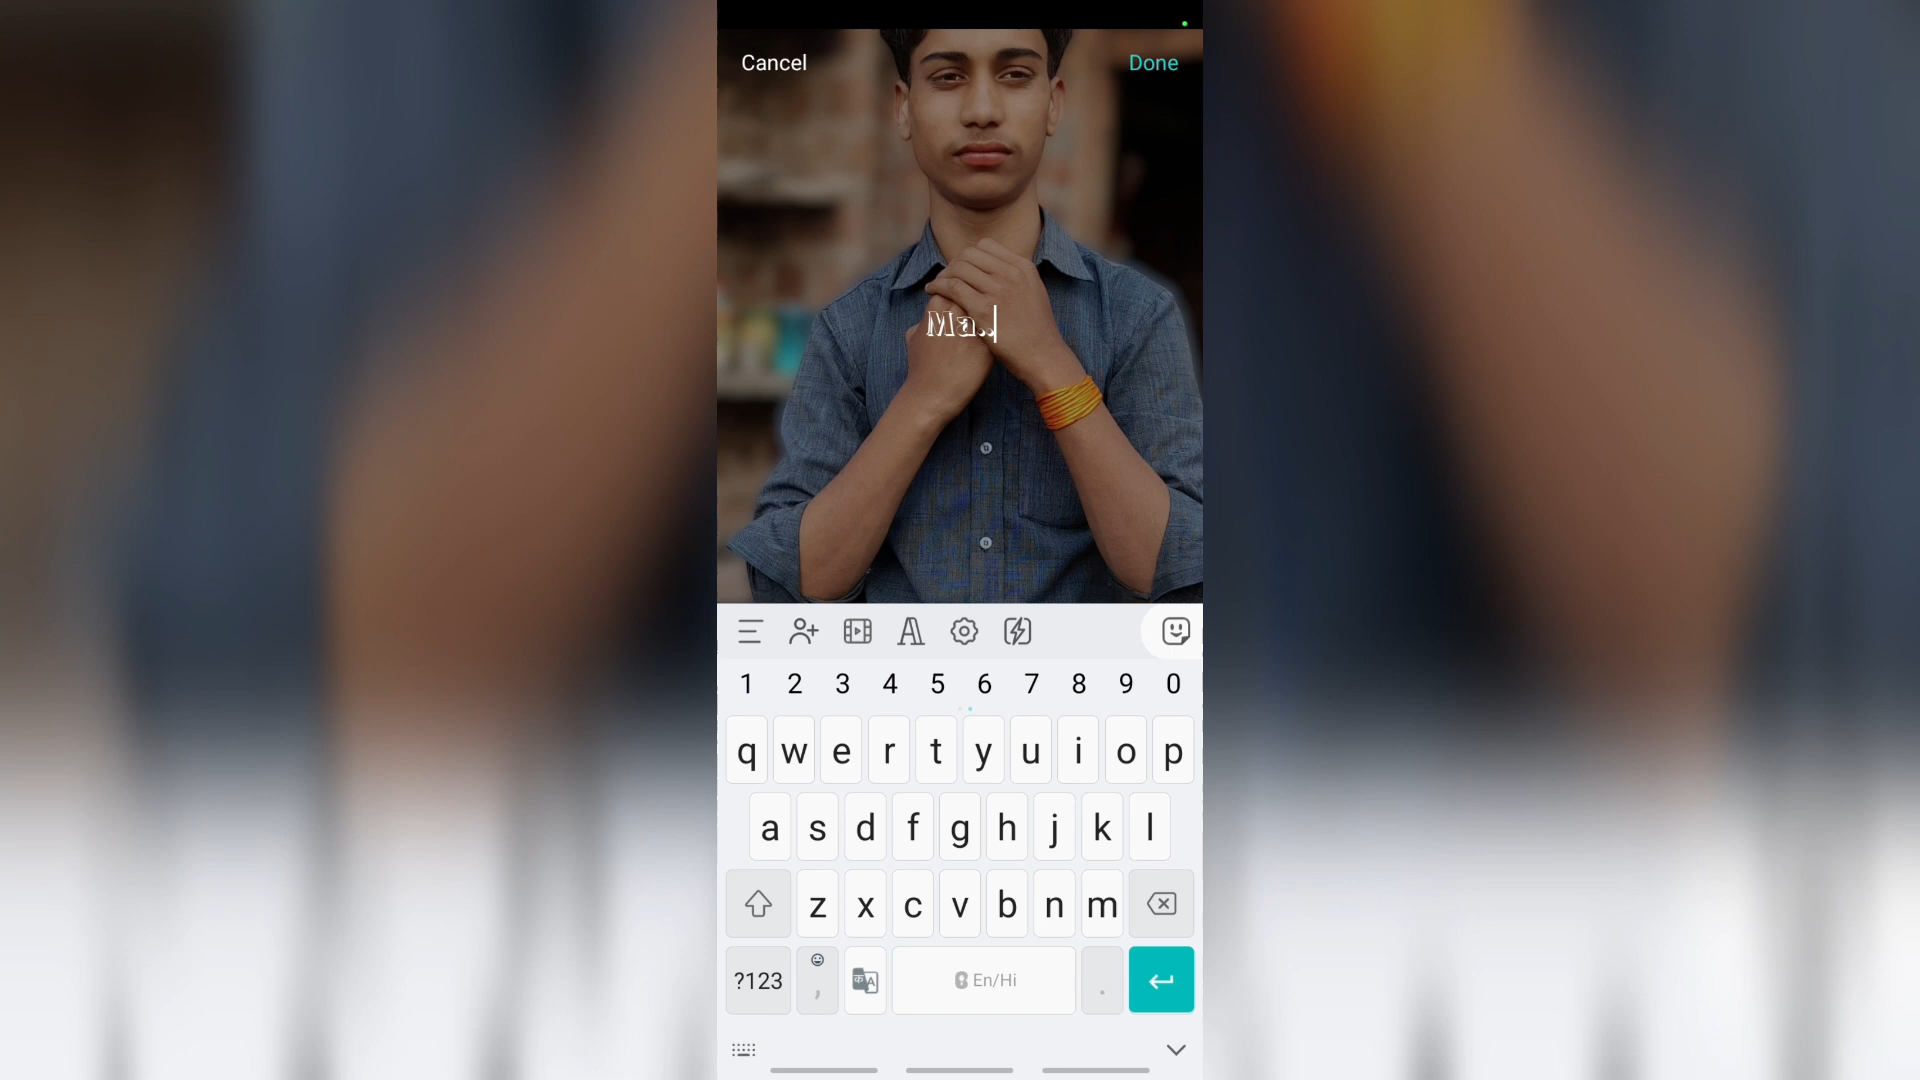 Cancel
Done
Ma..
1 2 3 4 5 6 7 8 9 0
q w e r t y u i o p
a s d f g h j k l
z x c v b n m
?123 , क A En/Hi .